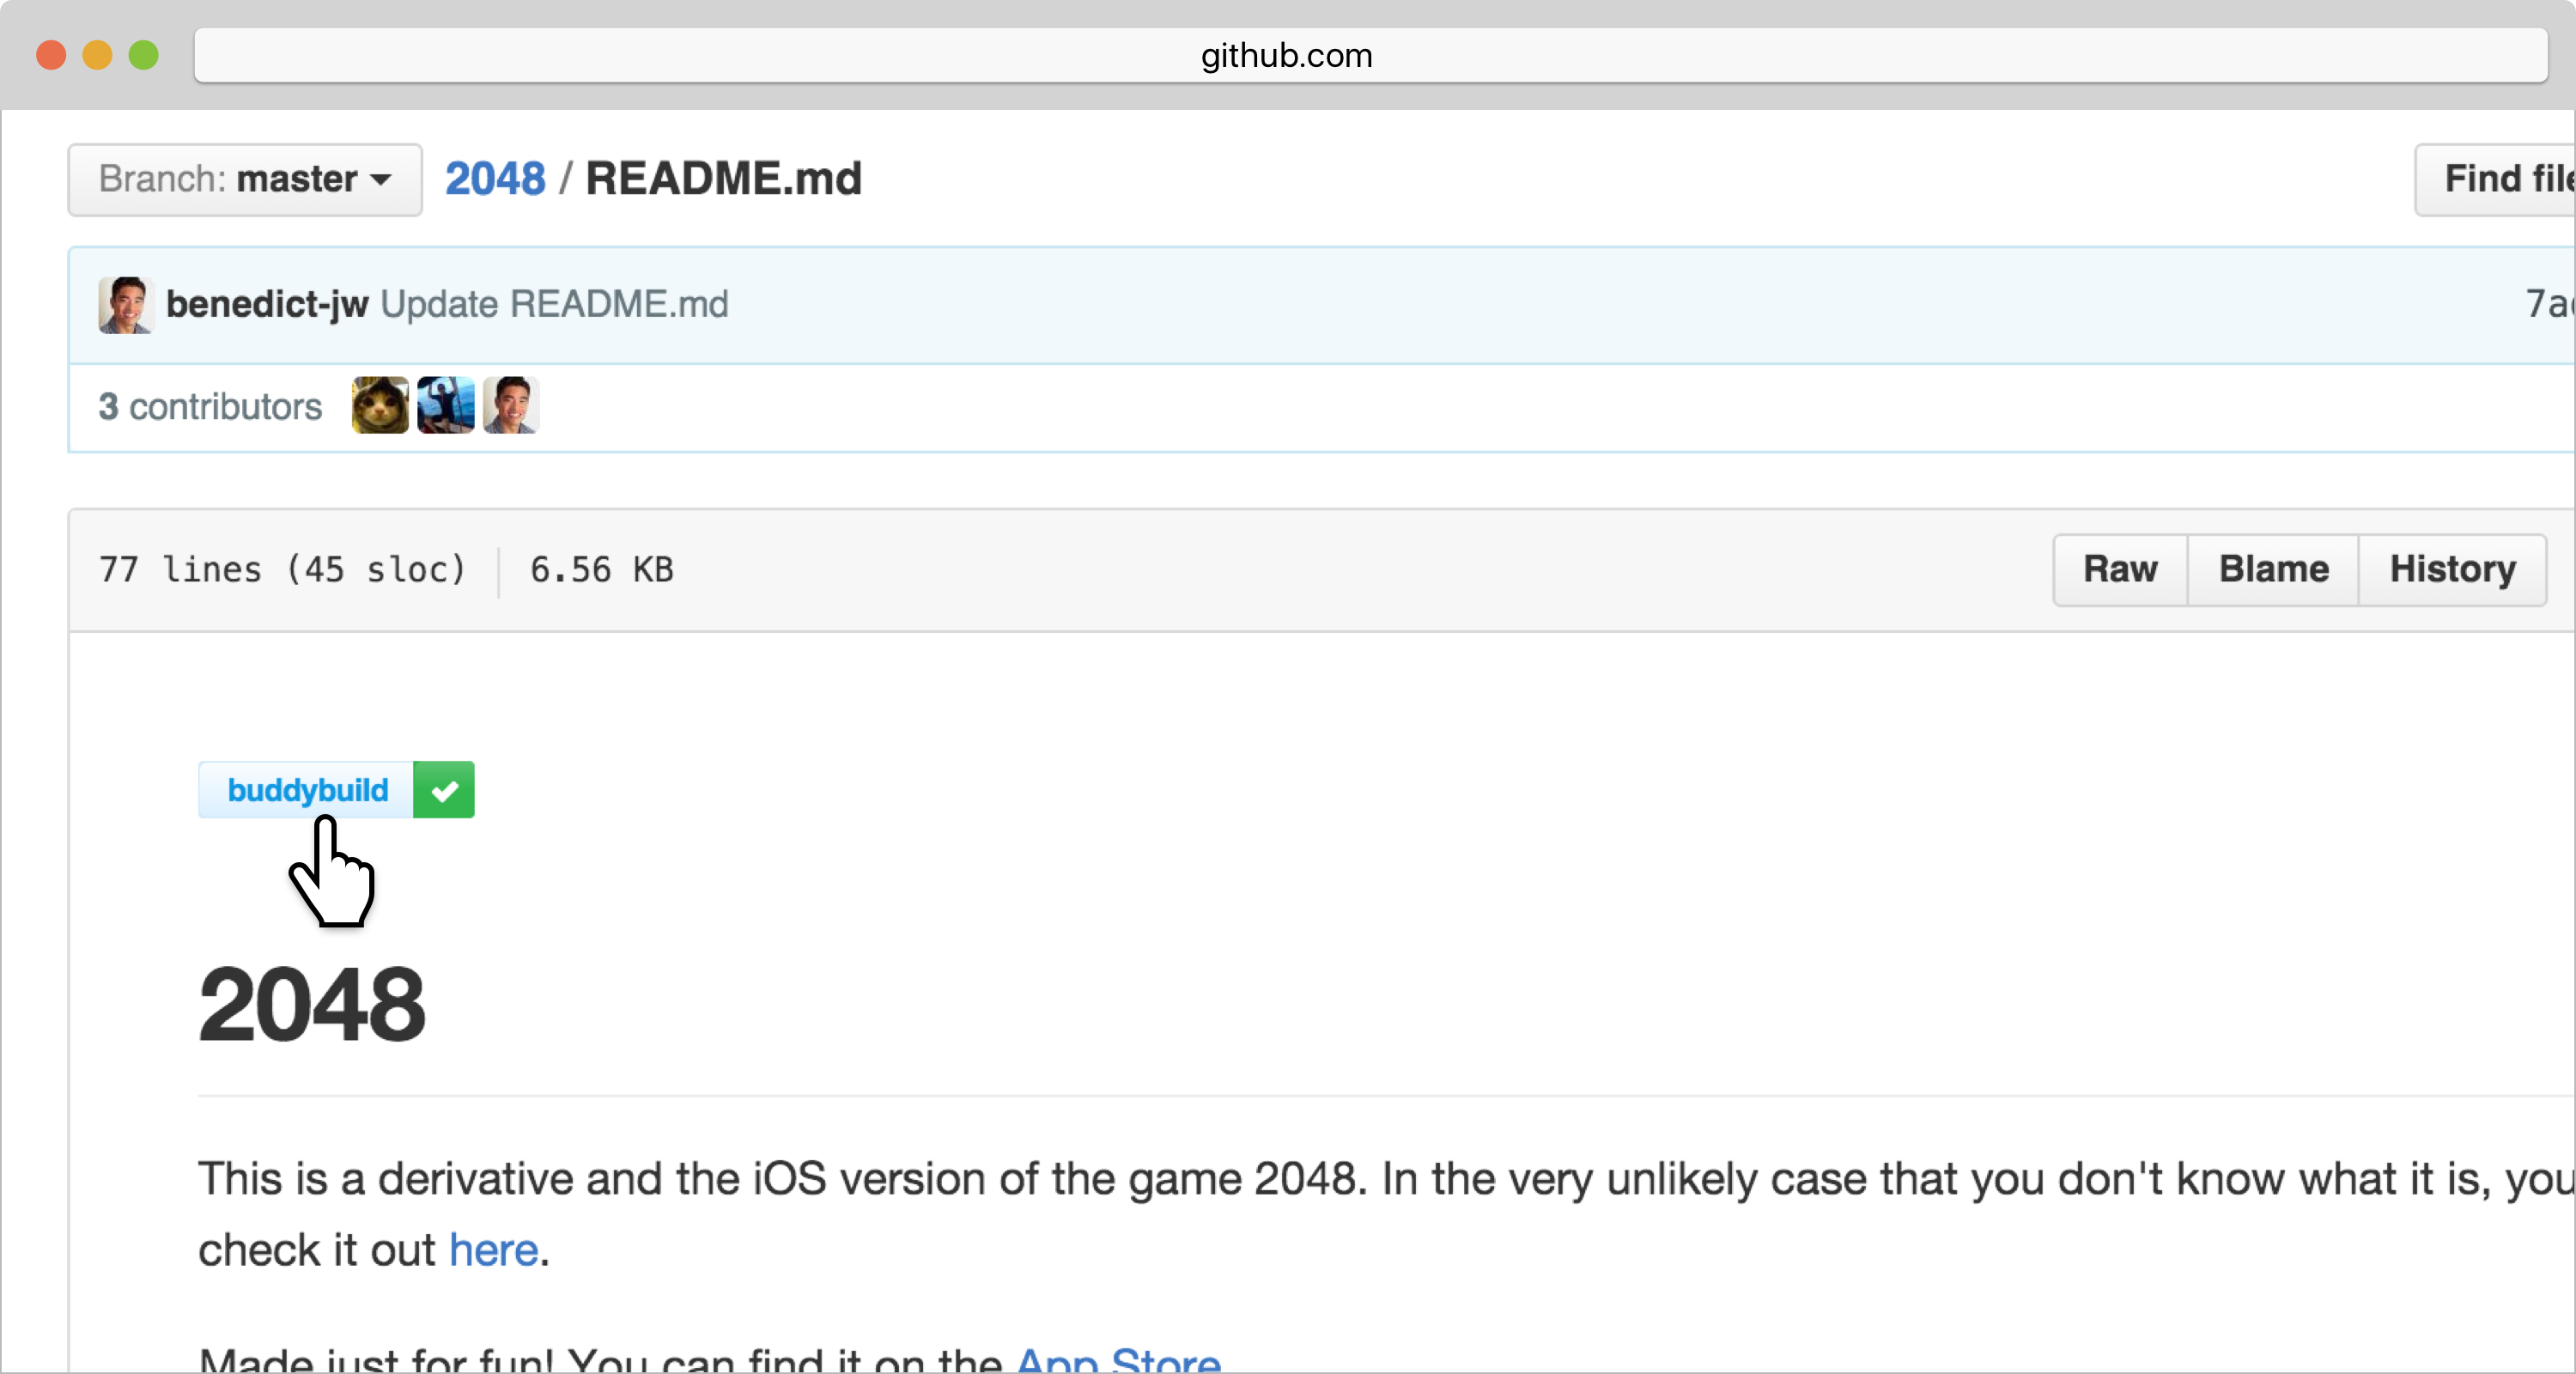 github.com
Branch: master
2048 / README.md
Find file
benedict-jw Update README.md
7a
3 contributors
77 lines (45 sloc)
6.56 KB
Raw
Blame
History
buddybuild
2048
This is a derivative and the iOS version of the game 2048. In the very unlikely case that you don't know what it is, you
check it out here.
Made just for fun! You can find it on the App Store